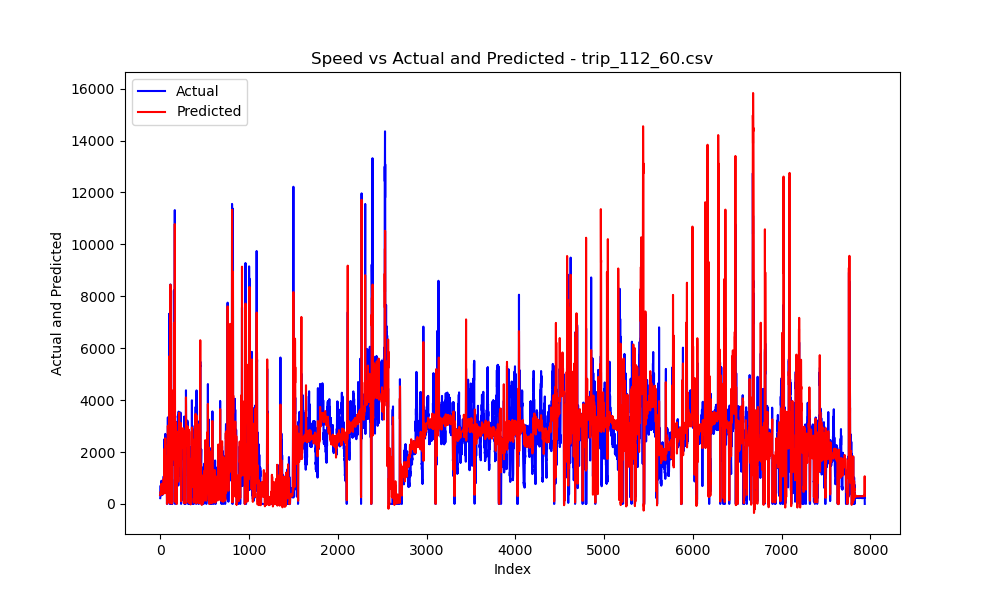 Speed vs Actual and Predicted - trip_112_60.csv
Actual
Predicted
16000
14000
12000
10000
8000
6000
4000
2000
0
Actual and Predicted
0 1000 2000 3000 4000 5000 6000 7000 8000
Index